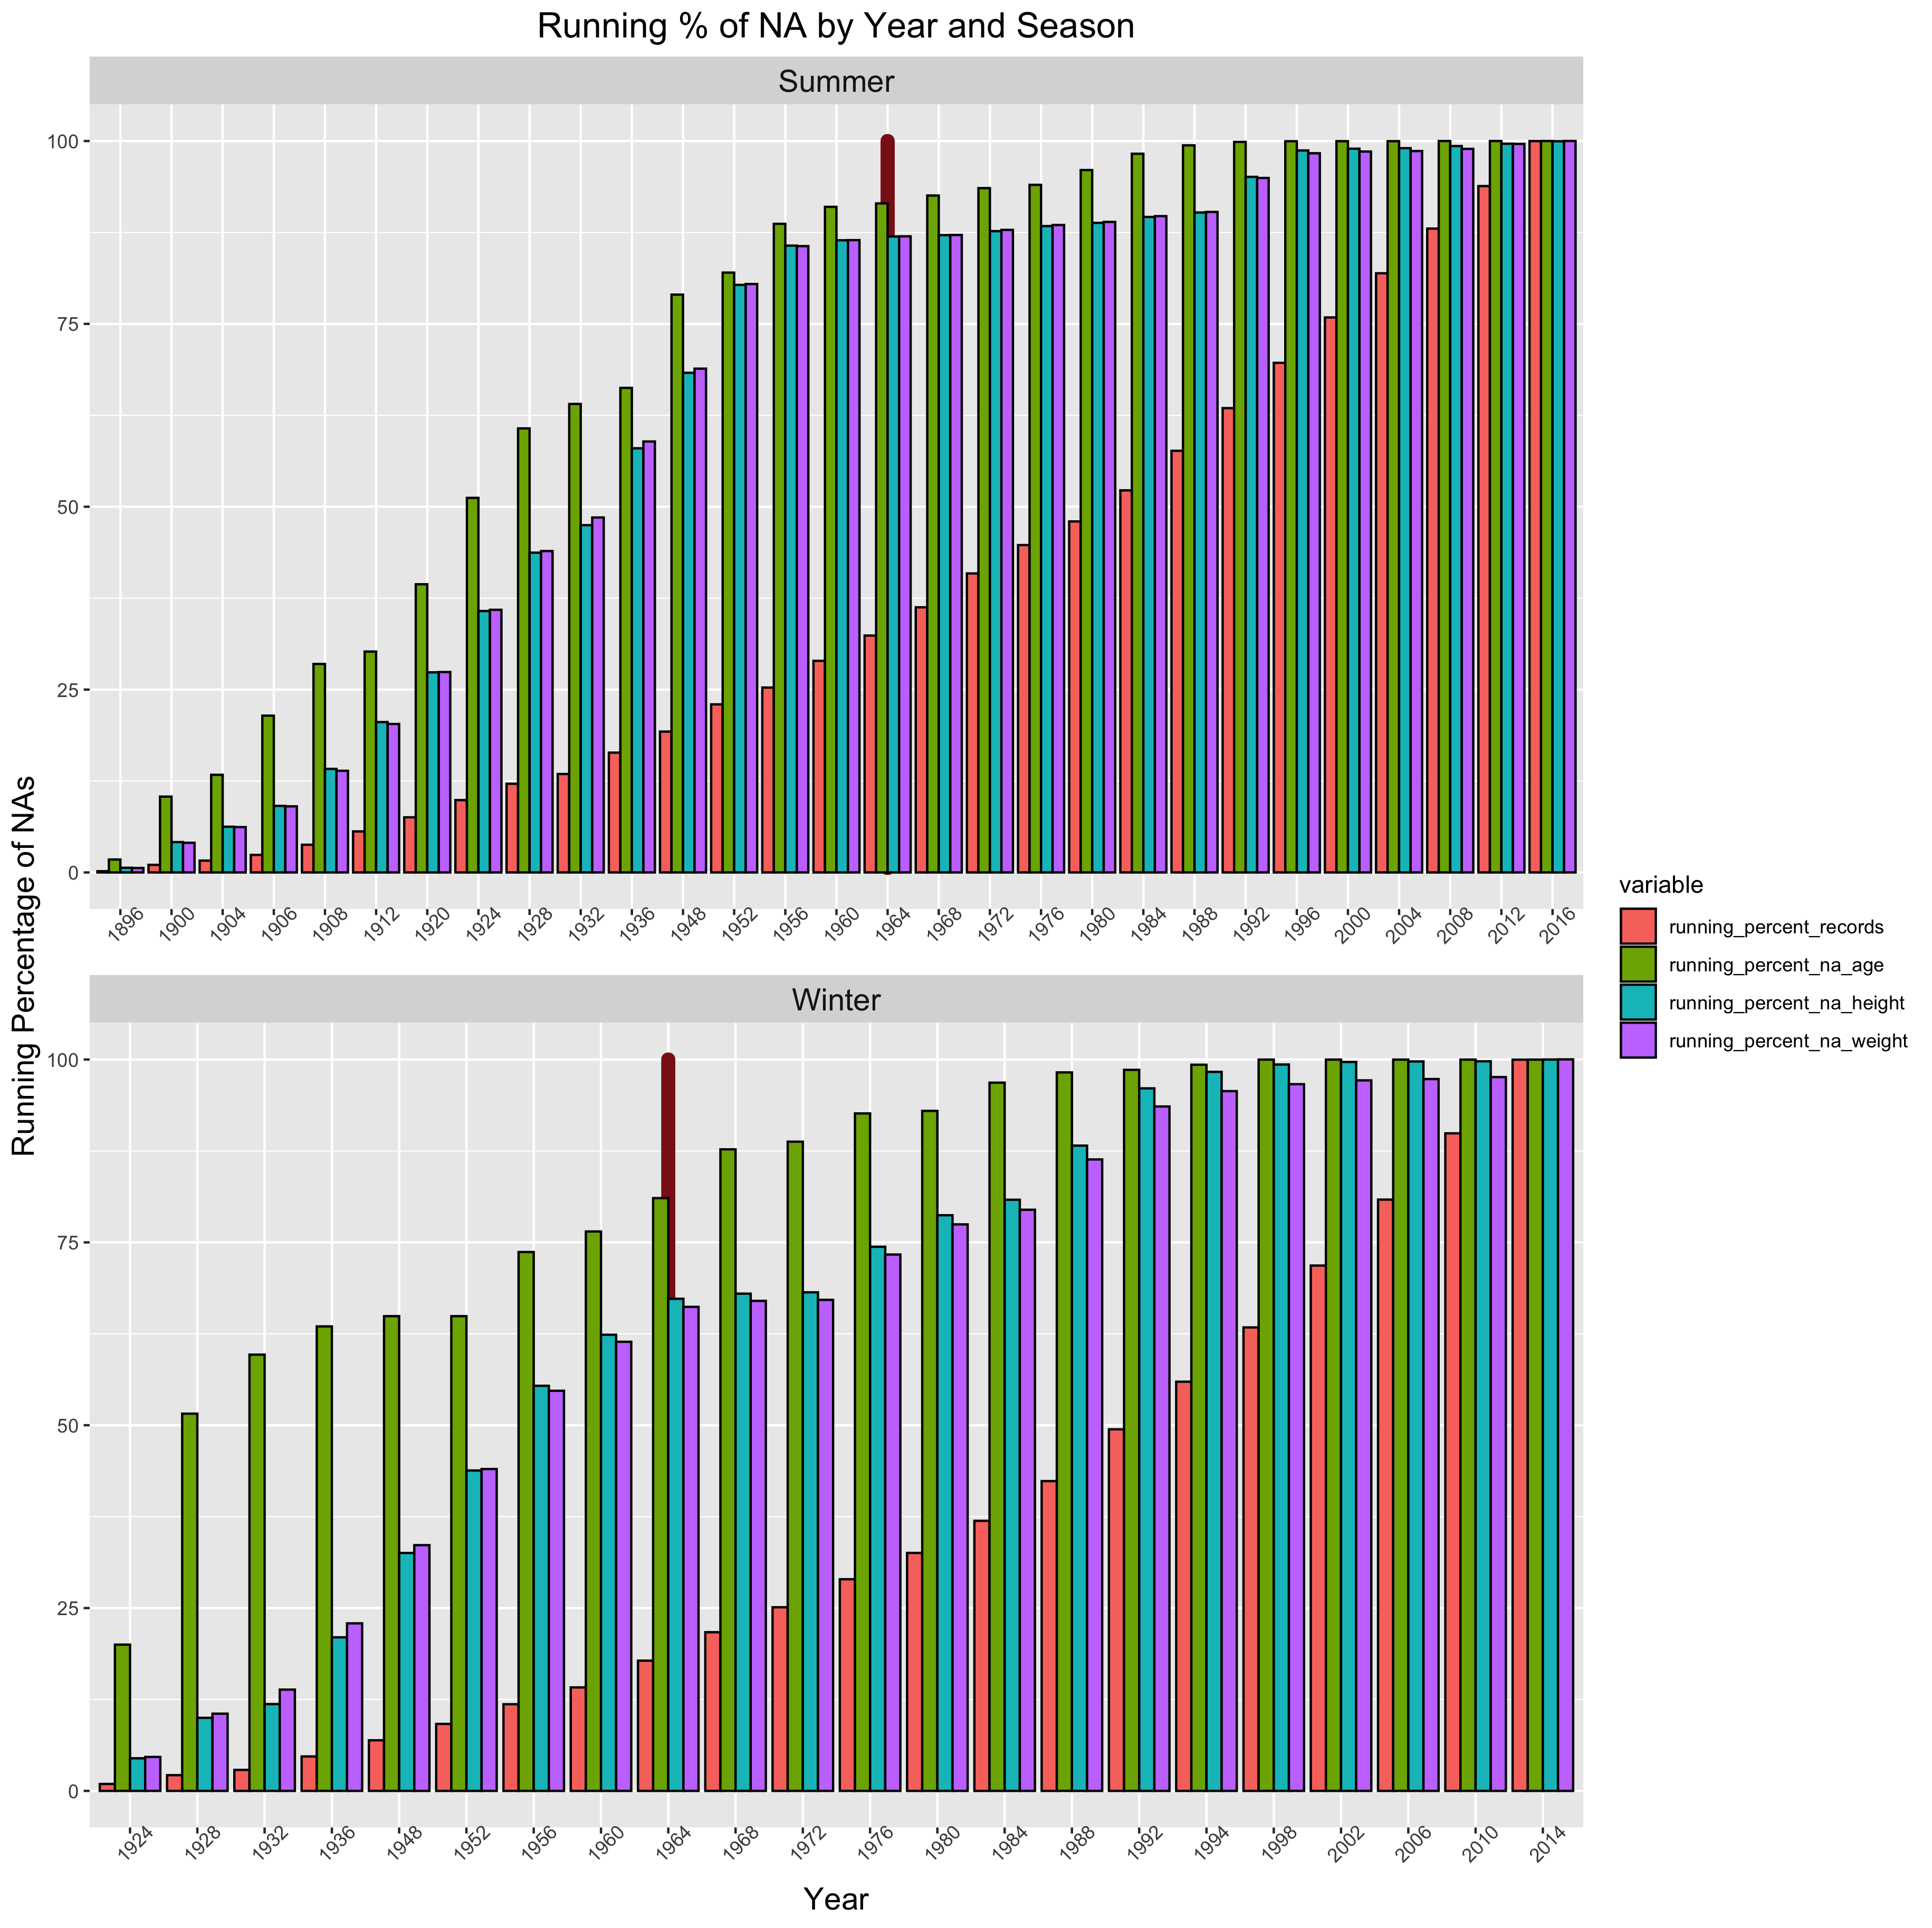 Running % of NA by Year and Season
Summer
100
75
50
25
0
1896 1900 1904 1906 1908 1912 1920 1924 1928 1932 1936 1948 1952 1956 1960 1964 1968 1972 1976 1980 1984 1988 1992 1996 2000 2004 2008 2012 2016
Running Percentage of NAs
Winter
100
75
50
25
0
1924 1928 1932 1936 1948 1952 1956 1960 1964 1968 1972 1976 1980 1984 1988 1992 1994 1998 2002 2006 2010 2014
Year
variable
running_percent_records
running_percent_na_age
running_percent_na_height
running_percent_na_weight